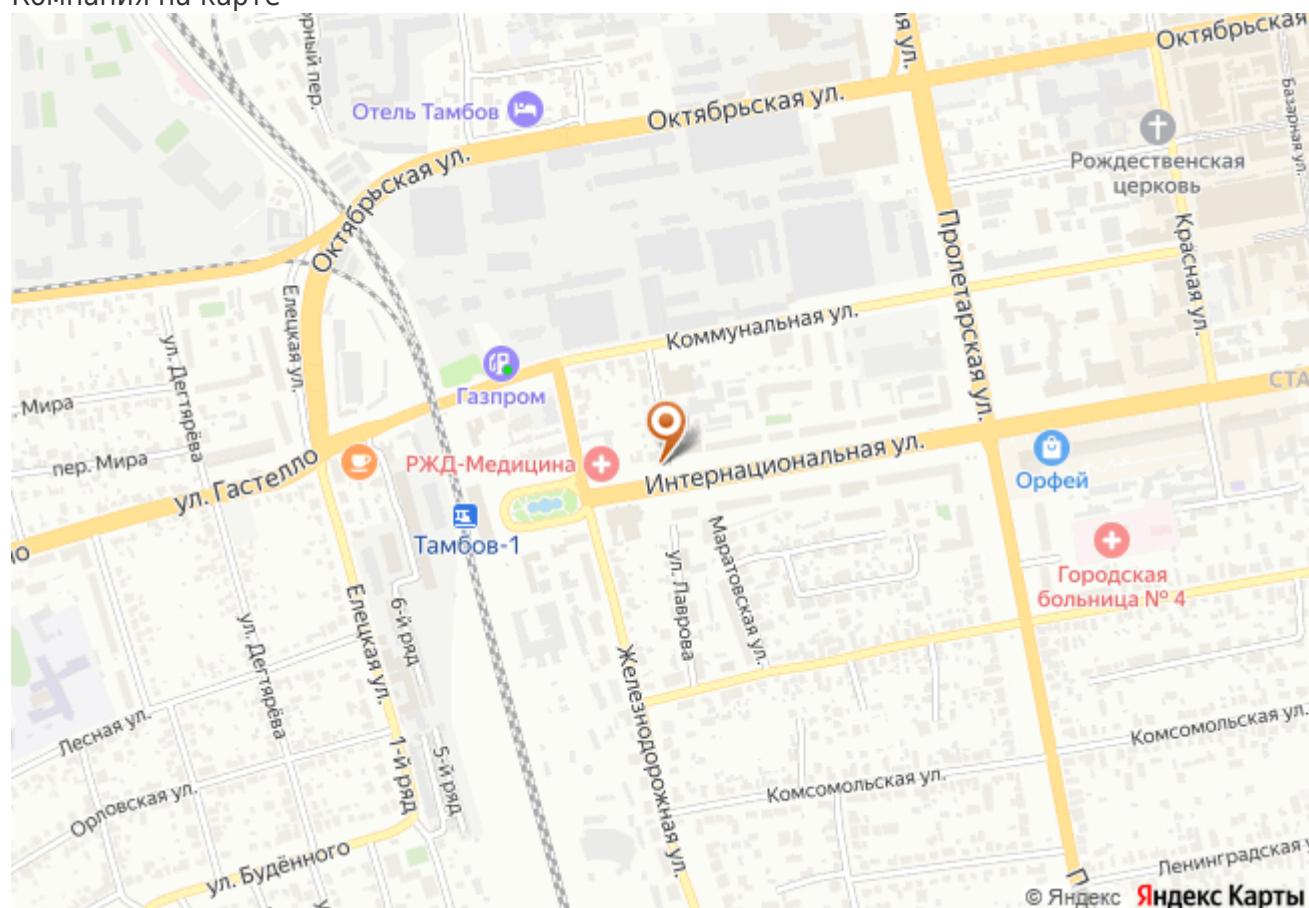 Компания на карте
Октябрьская
Базарная ул.
Октябрьская ул.
Отель Тамбов
Рождественская
церковь
Октябрьская ул.
Пролетарская ул.
Красная ул.
Елецкая ул.
Коммунальная ул.
ул. Дегтярёва
Газпром
Мира
пер. Мира
РЖД-Медицина
Интернациональная ул.
Орфей
ул. Гастелло
Тамбов-1
Городская
больница № 4
ул. Лаврова
Маратовская ул.
Елецкая ул.
6-й ряд
ул. Дегтярёва
Железнодорожная ул.
Лесная ул.
1-й ряд
5-й ряд
Комсомольская ул.
Комсомольская ул.
Орловская ул.
ул. Будённого
Ленинградская
© Яндекс Яндекс Карты